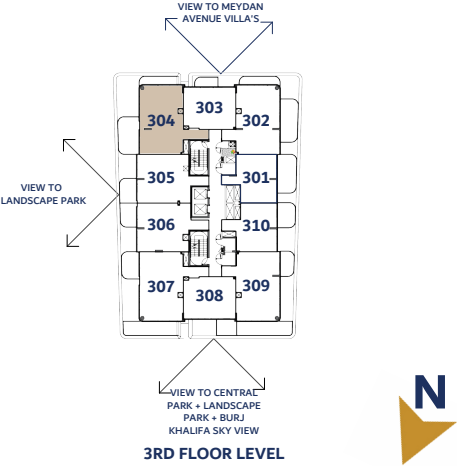 VIEW TO MEYDAN
AVENUE VILLA'S
303
304
302
305
301
VIEW TO
LANDSCAPE PARK
306
310
307
309
308
VIEW TO CENTRAL
PARK + LANDSCAPE
PARK + BURJ
KHALIFA SKY VIEW
3RD FLOOR LEVEL
N